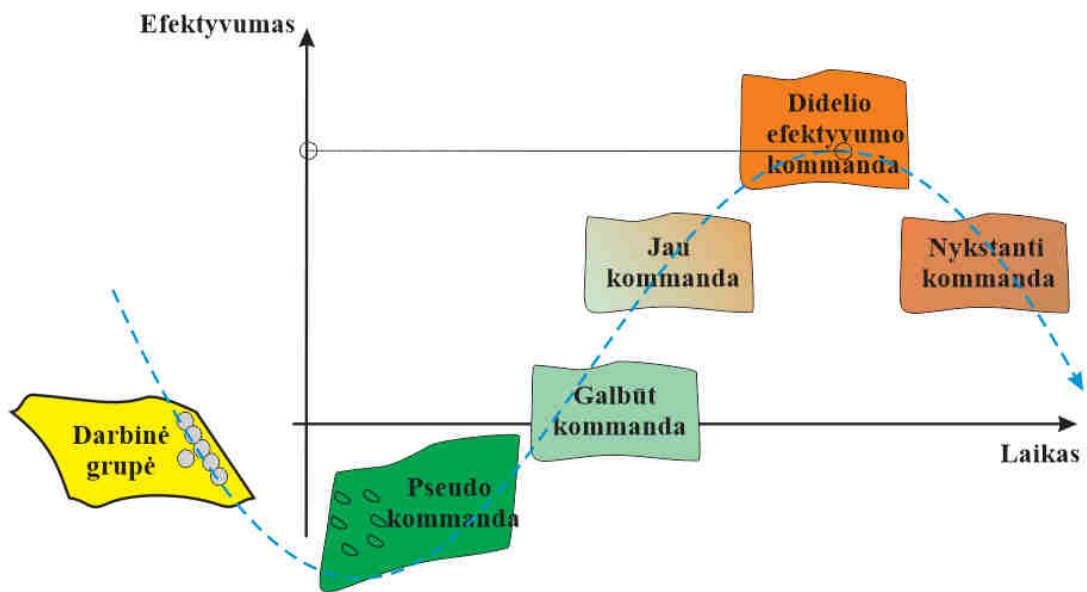 Efektyvumas
Didelio
efektyvumo
kommanda
Jau
kommanda
Nykstanti
kommanda
Galbūt
kommanda
Laikas
Darbinė
grupė
Pseudo
kommanda